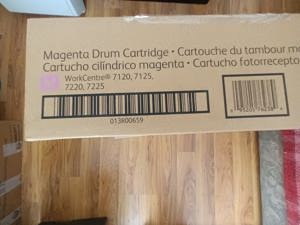 Magenta Drum Cartridge • Cartouche du tambour
Cartucho cilíndrico magenta • Cartucho fotorrecepto
WorkCentre® 7120, 7125,
7220, 7225
013R00659